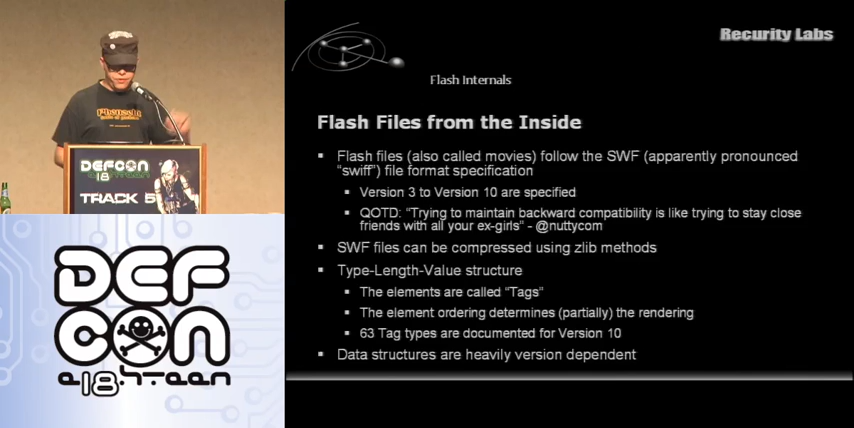 DEFCON
18
TRACK 5
DEF
CON
Recurity Labs
Flash Internals
Flash Files from the Inside
Flash files (also called movies) follow the SWF (apparently pronounced
“swiff”) file format specification
Version 3 to Version 10 are specified
QOTD: “Trying to maintain backward compatibility is like trying to stay close
friends with all your ex-girls” - @nuttycom
SWF files can be compressed using zlib methods
Type-Length-Value structure
The elements are called “Tags”
The element ordering determines (partially) the rendering
63 Tag types are documented for Version 10
Data structures are heavily version dependent